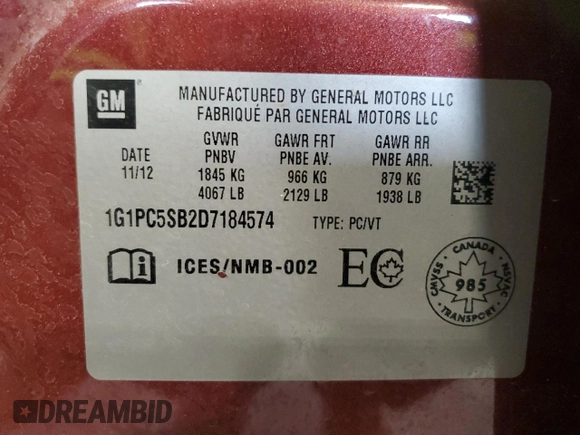 GM
MANUFACTURED BY GENERAL MOTORS LLC
FABRIQUÉ PAR GENERAL MOTORS LLC
DATE
11/12
GVWR
PNBV
1845 KG
4067 LB
GAWR FRT
PNBE AV.
966 KG
2129 LB
GAWR RR
PNBE ARR.
879 KG
1938 LB
1G1PC5SB2D7184574 TYPE: PC/VT
ICES/NMB-002 EC
CANADA
CMVSS
NSVAC
985
TRANSPORT
DREAMBID